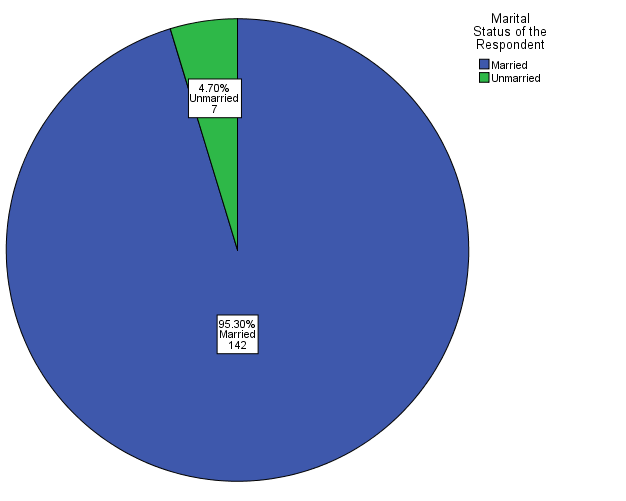 Marital
Status of the
Respondent
Married
Unmarried
4.70%
Unmarried
7
95.30%
Married
142